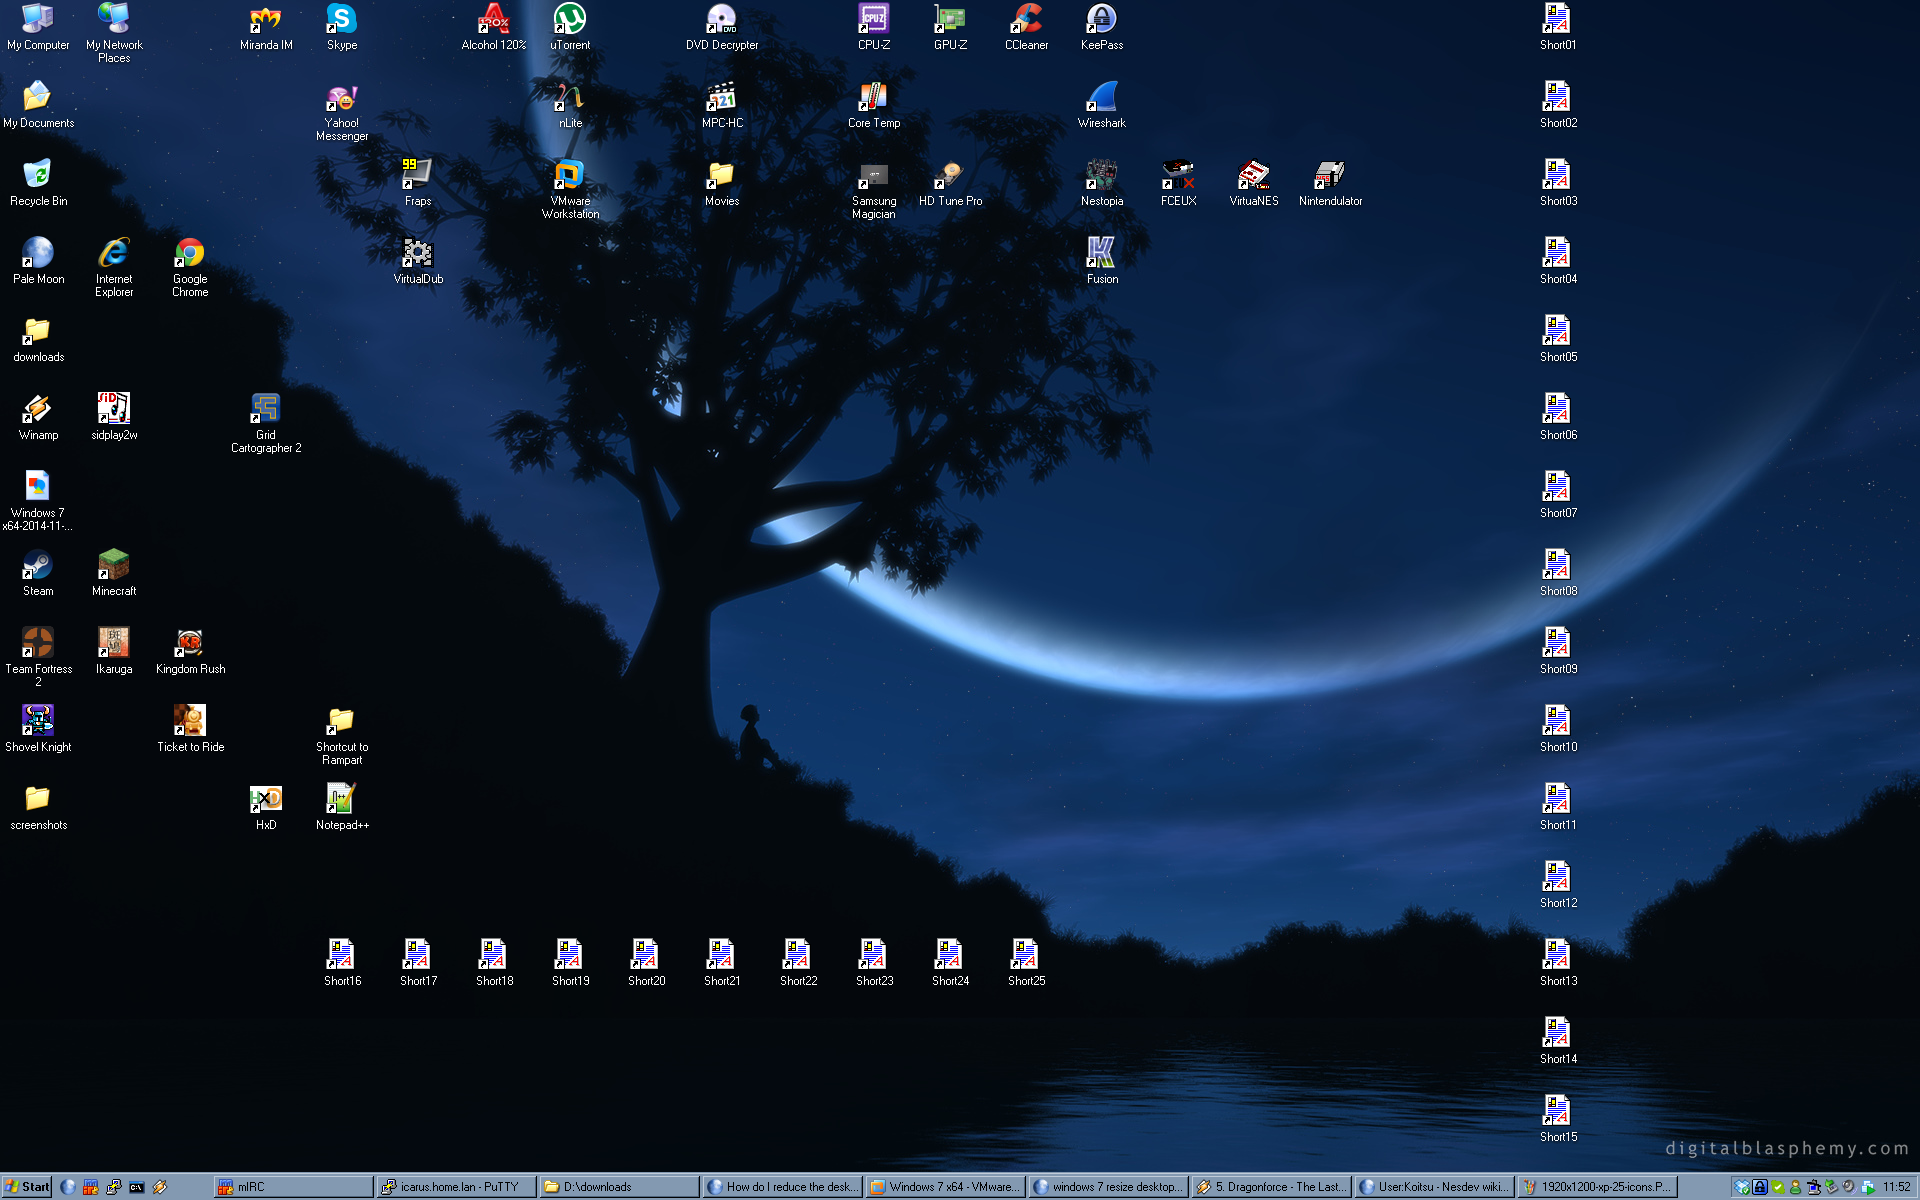 My Computer
My Network Places
Miranda IM
Skype
Alcohol 120%
uTorrent
DVD Decrypter
CPU-Z
GPU-Z
CCleaner
KeePass
Short01
My Documents
Yahoo! Messenger
nLite
MPC-HC
Core Temp
Wireshark
Short02
Recycle Bin
Fraps
VMware Workstation
Movies
Samsung Magician
HD Tune Pro
Nestopia
FCEUX
VirtuaNES
Nintendulator
Short03
Pale Moon
Internet Explorer
Google Chrome
VirtualDub
Fusion
Short04
downloads
Short05
Winamp
sidplay2w
Grid Cartographer 2
Short06
Windows 7 x64-2014-11-...
Short07
Steam
Minecraft
Short08
Team Fortress 2
Ikaruga
Kingdom Rush
Short09
Shovel Knight
Ticket to Ride
Shortcut to Rampart
Short10
screenshots
HxD
Notepad++
Short11
Short12
Short16
Short17
Short18
Short19
Short20
Short21
Short22
Short23
Short24
Short25
Short13
Short14
Short15
digitalblasphemy.com
Start
mIRC
icarus.home.lan - PuTTY
D:\downloads
How do I reduce the desk...
Windows 7 x64 - VMware...
windows 7 resize desktop...
5. Dragonforce - The Last...
User:Koitsu - Nesdev wiki...
1920x1200-xp-25-icons.P...
11:52